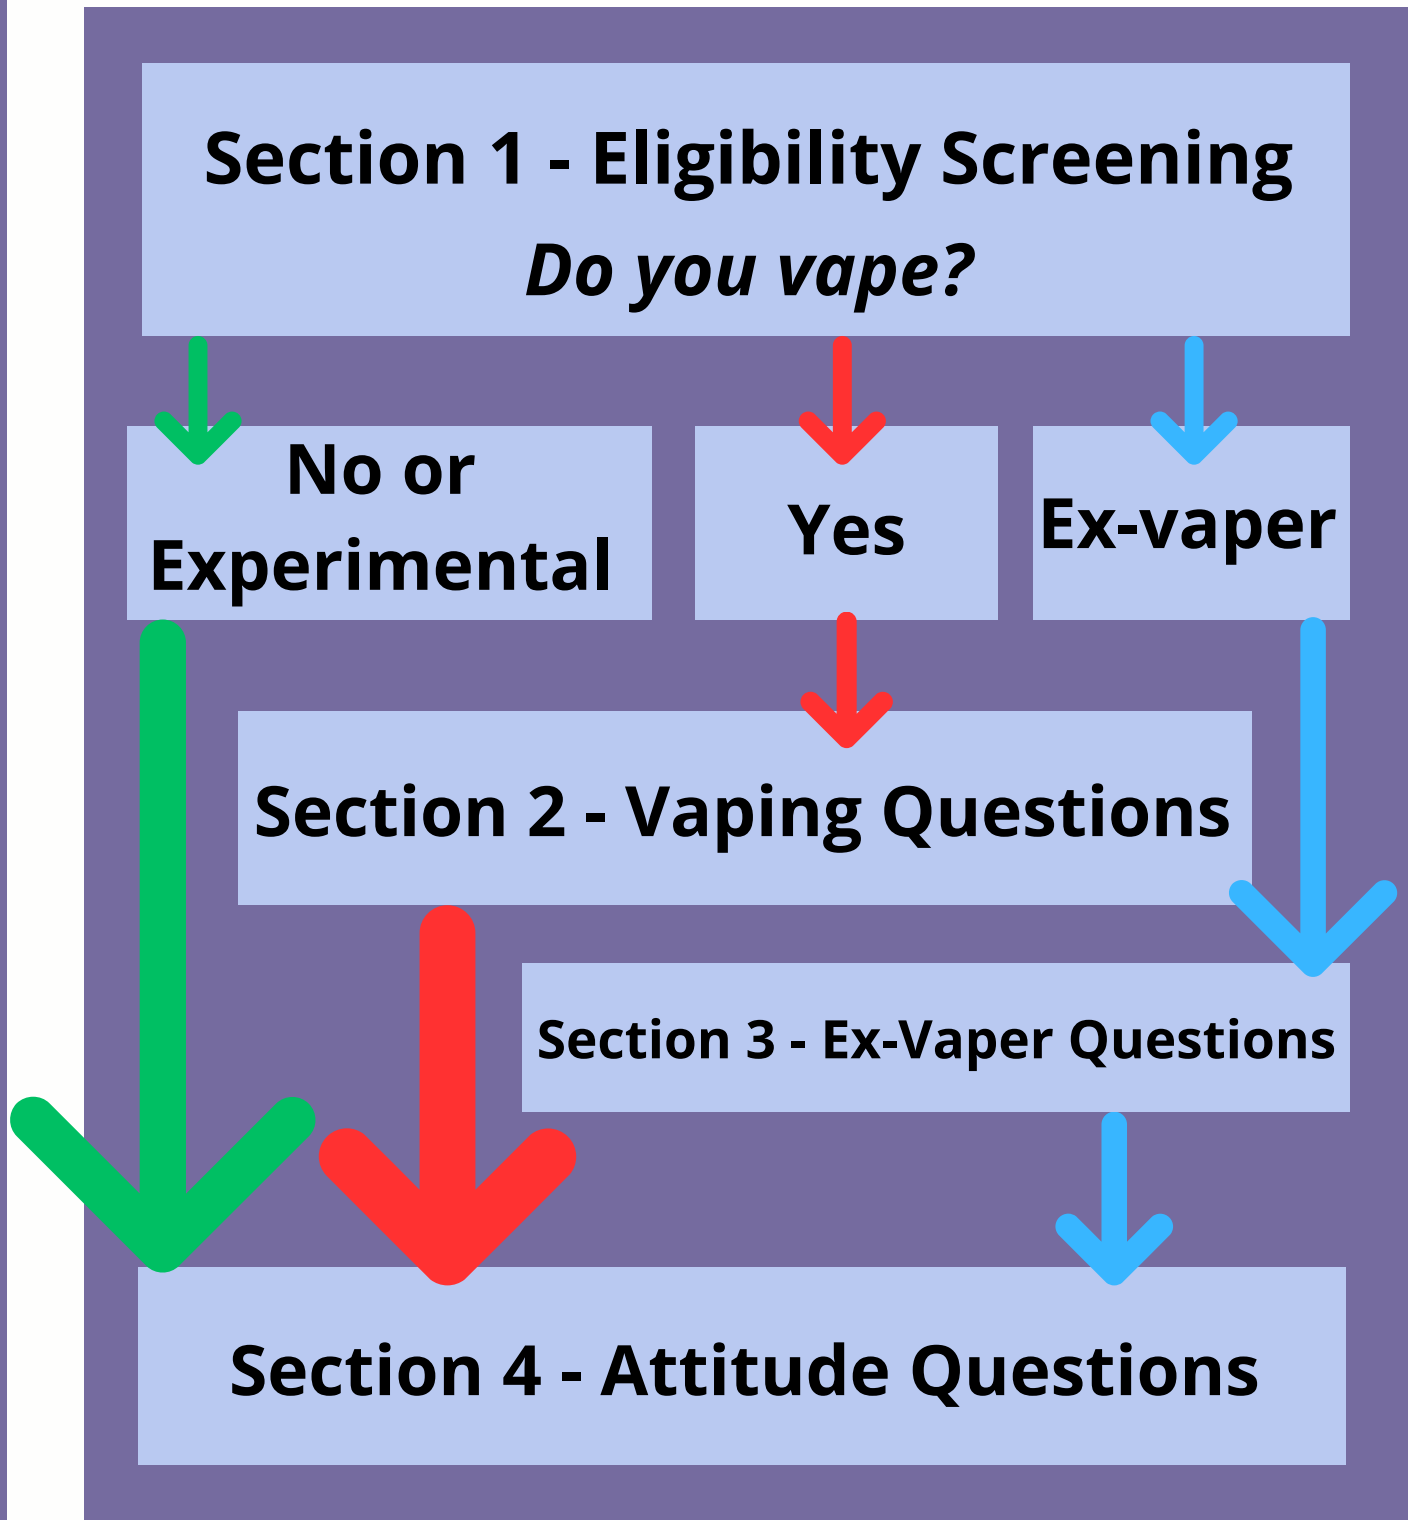 Section 1 - Eligibility Screening
Do you vape?
No or
Experimental
Yes
Ex-vaper
Section 2 - Vaping Questions
Section 3 - Ex-Vaper Questions
Section 4 - Attitude Questions